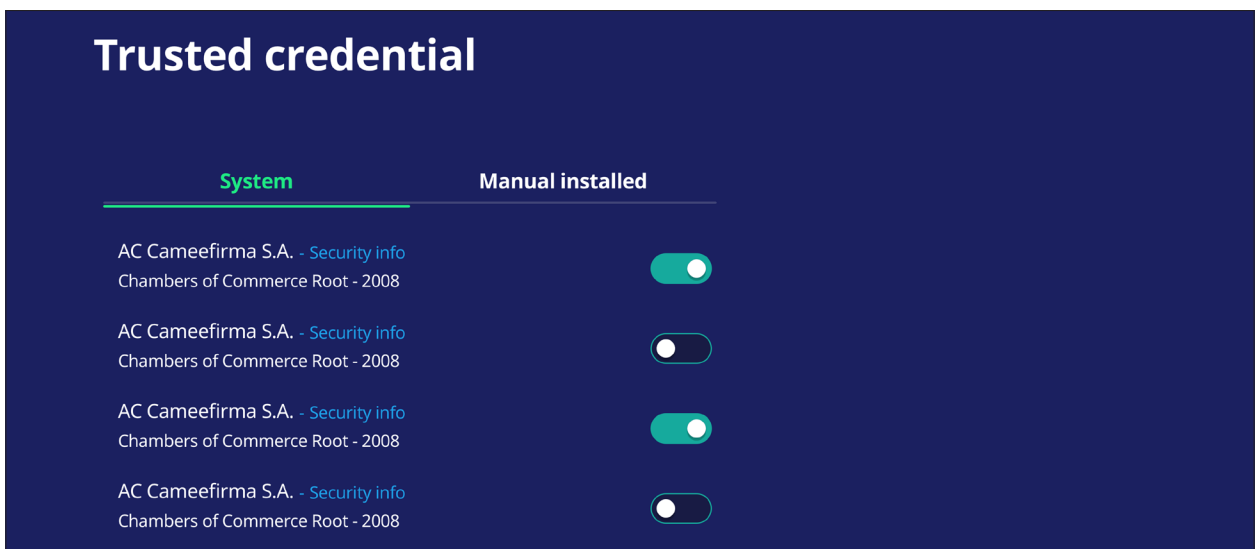 Trusted credential
System Manual installed
AC Cameefirma S.A. - Security info
Chambers of Commerce Root - 2008
AC Cameefirma S.A. - Security info
Chambers of Commerce Root - 2008
AC Cameefirma S.A. - Security info
Chambers of Commerce Root - 2008
AC Cameefirma S.A. - Security info
Chambers of Commerce Root - 2008